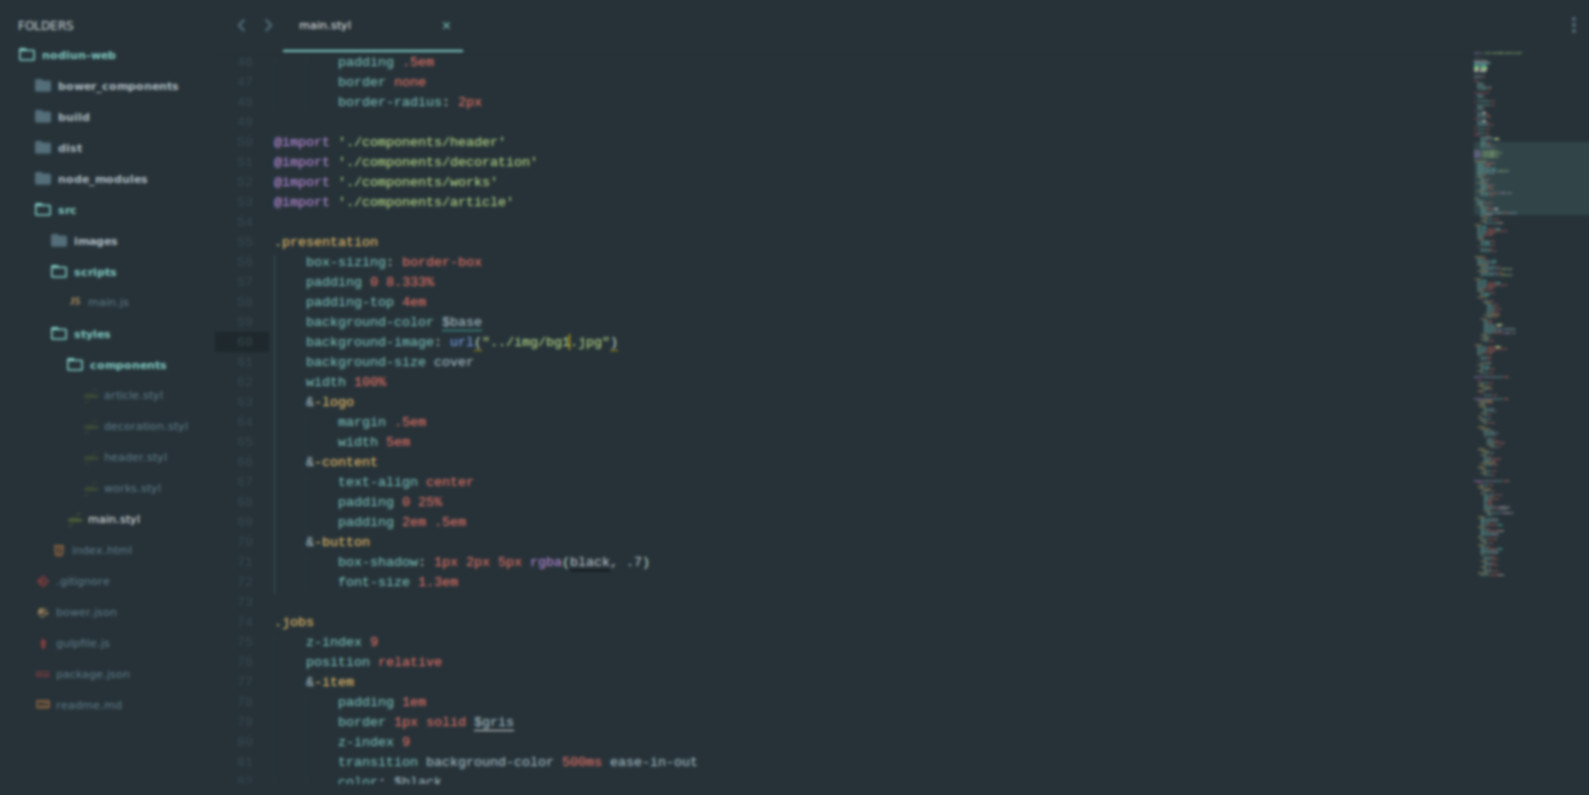 FOLDERS
nodiun-web
bower_components
build
dist
node_modules
src
images
scripts
JS main.js
styles
components
article.styl
decoration.styl
header.styl
works.styl
main.styl
index.html
.gitignore
bower.json
gulpfile.js
package.json
readme.md
main.styl ×
46 padding .5em
47 border none
48 border-radius: 2px
49
50 @import './components/header'
51 @import './components/decoration'
52 @import './components/works'
53 @import './components/article'
54
55 .presentation
56 box-sizing: border-box
57 padding 0 8.333%
58 padding-top 4em
59 background-color $base
60 background-image: url("../img/bg1.jpg")
61 background-size cover
62 width 100%
63 &-logo
64 margin .5em
65 width 5em
66 &-content
67 text-align center
68 padding 0 25%
69 padding 2em .5em
70 &-button
71 box-shadow: 1px 2px 5px rgba(black, .7)
72 font-size 1.3em
73
74 .jobs
75 z-index 9
76 position relative
77 &-item
78 padding 1em
79 border 1px solid $gris
80 z-index 9
81 transition background-color 500ms ease-in-out
82 color: $black